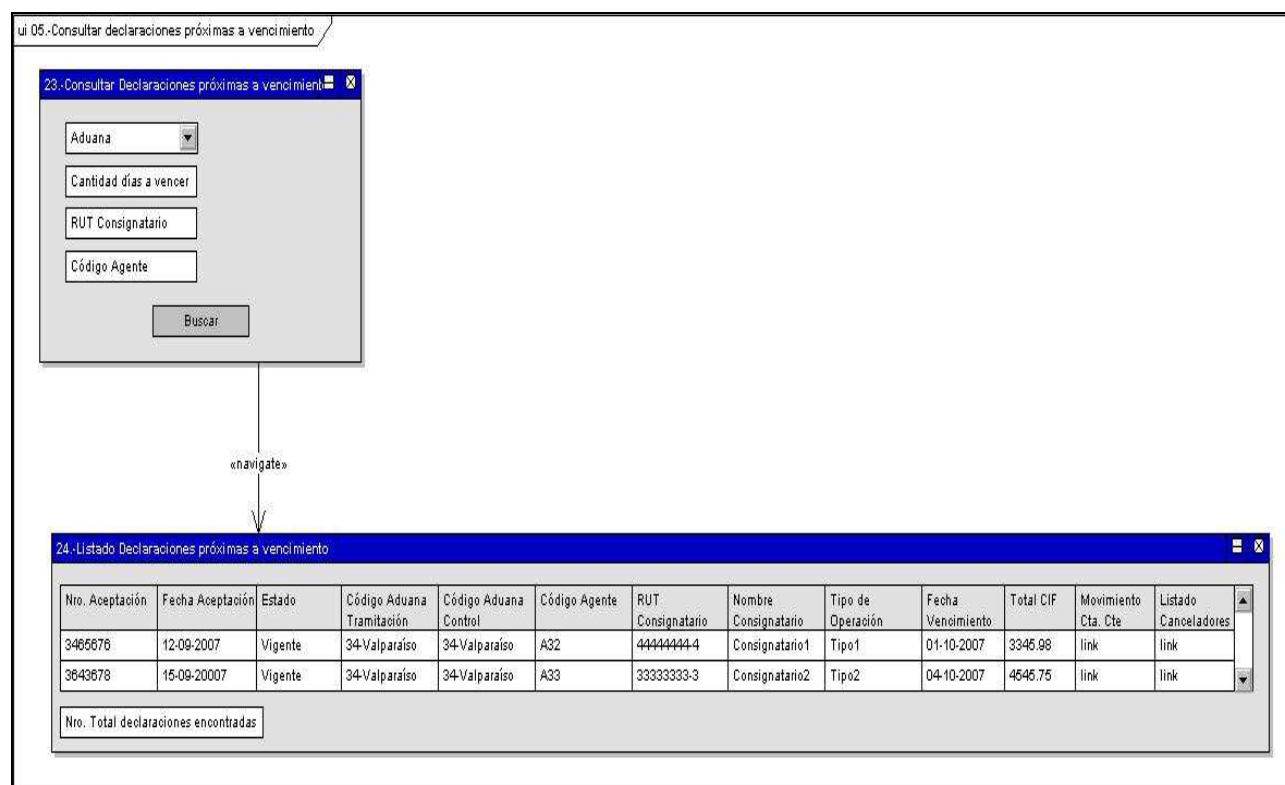 ui 05.-Consultar declaraciones próximas a vencimiento
23.-Consultar Declaraciones próximas a vencimient
Aduana
Cantidad días a vencer
RUT Consignatario
Código Agente
Buscar
«navigate»
24.-Listado Declaraciones próximas a vencimiento
Nro. Aceptación Fecha Aceptación Estado Código Aduana Tramitación Código Aduana Control Código Agente RUT Consignatario Nombre Consignatario Tipo de Operación Fecha Vencimiento Total CIF Movimiento Cta. Cte Listado Canceladores
3465676 12-09-2007 Vigente 34-Valparaíso 34-Valparaíso A32 44444444-4 Consignatario1 Tipo1 01-10-2007 3345.98 link link
3643678 15-09-20007 Vigente 34-Valparaíso 34-Valparaíso A33 33333333-3 Consignatario2 Tipo2 04-10-2007 4545.75 link link
Nro. Total declaraciones encontradas